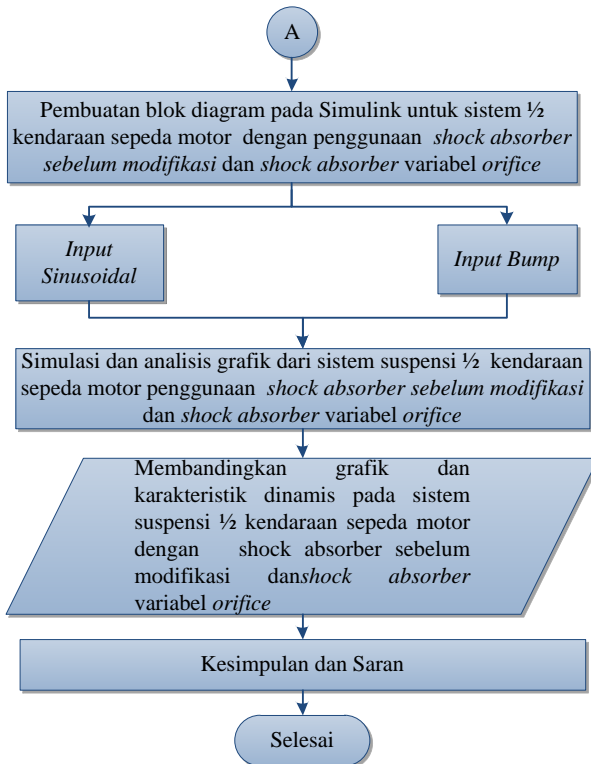 A
Pembuatan blok diagram pada Simulink untuk sistem ½
kendaraan sepeda motor dengan penggunaan shock absorber
sebelum modifikasi dan shock absorber variabel orifice
Input
Sinusoidal
Input Bump
Simulasi dan analisis grafik dari sistem suspensi ½ kendaraan
sepeda motor penggunaan shock absorber sebelum modifikasi
dan shock absorber variabel orifice
Membandingkan grafik dan
karakteristik dinamis pada sistem
suspensi ½ kendaraan sepeda motor
dengan shock absorber sebelum
modifikasi danshock absorber
variabel orifice
Kesimpulan dan Saran
Selesai